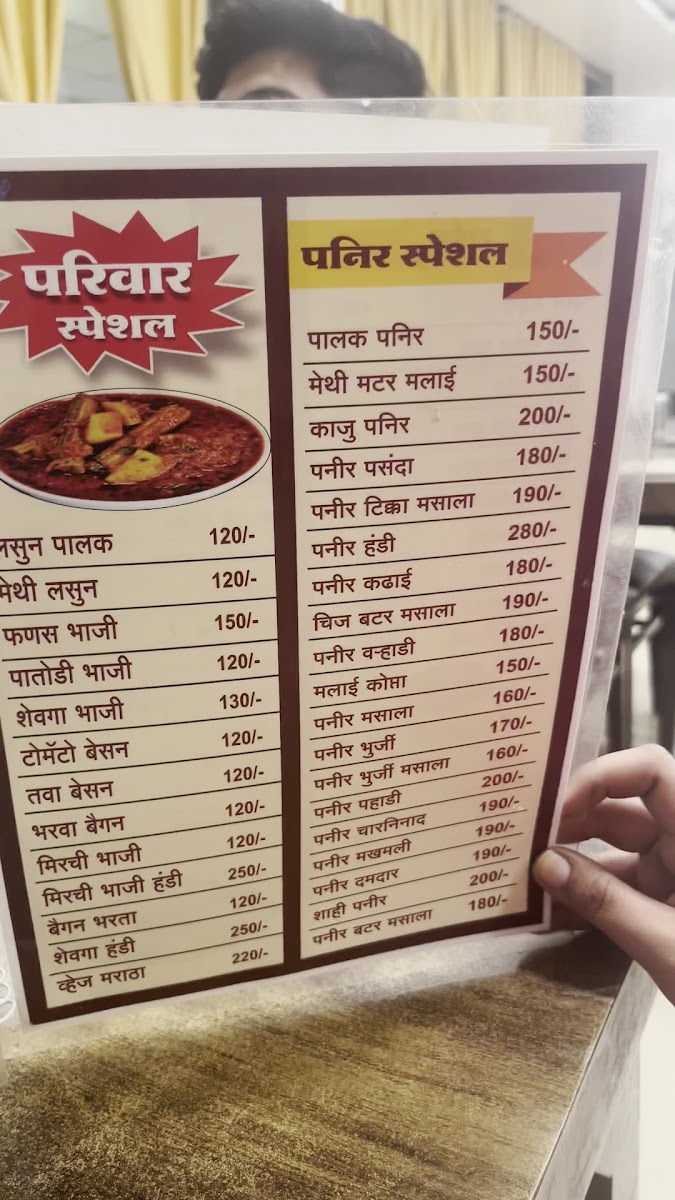 परिवार
स्पेशल
लसुन पालक 120/-
मेथी लसुन 120/-
फणस भाजी 150/-
पातोडी भाजी 120/-
शेवगा भाजी 130/-
टोमॅटो बेसन 120/-
तवा बेसन 120/-
भरवा बैगन 120/-
मिरची भाजी 120/-
मिरची भाजी हंडी 250/-
बैगन भरता 120/-
शेवगा हंडी 250/-
व्हेज मराठा 220/-
पनिर स्पेशल
पालक पनिर 150/-
मेथी मटर मलाई 150/-
काजु पनिर 200/-
पनीर पसंदा 180/-
पनीर टिक्का मसाला 190/-
पनीर हंडी 280/-
पनीर कढाई 180/-
चिज बटर मसाला 190/-
पनीर वऱ्हाडी 180/-
मलाई कोप्ता 150/-
पनीर मसाला 160/-
पनीर भुर्जी 170/-
पनीर भुर्जी मसाला 160/-
पनीर पहाडी 200/-
पनीर चारनिनाद 190/-
पनीर मखमली 190/-
पनीर दमदार 190/-
शाही पनीर 200/-
पनीर बटर मसाला 180/-